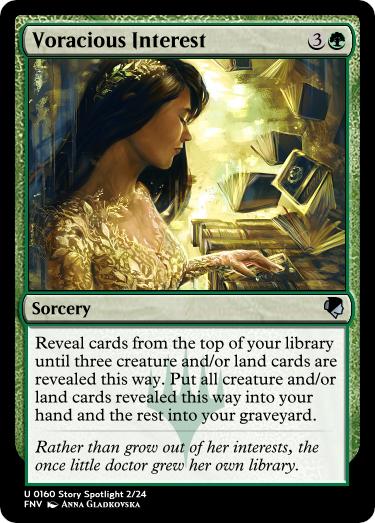 Voracious Interest 3
Sorcery
Reveal cards from the top of your library
until three creature and/or land cards are
revealed this way. Put all creature and/or
land cards revealed this way into your
hand and the rest into your graveyard.
Rather than grow out of her interests, the
once little doctor grew her own library.
U 0160 Story Spotlight 2/24
FNV Anna Gladkovska